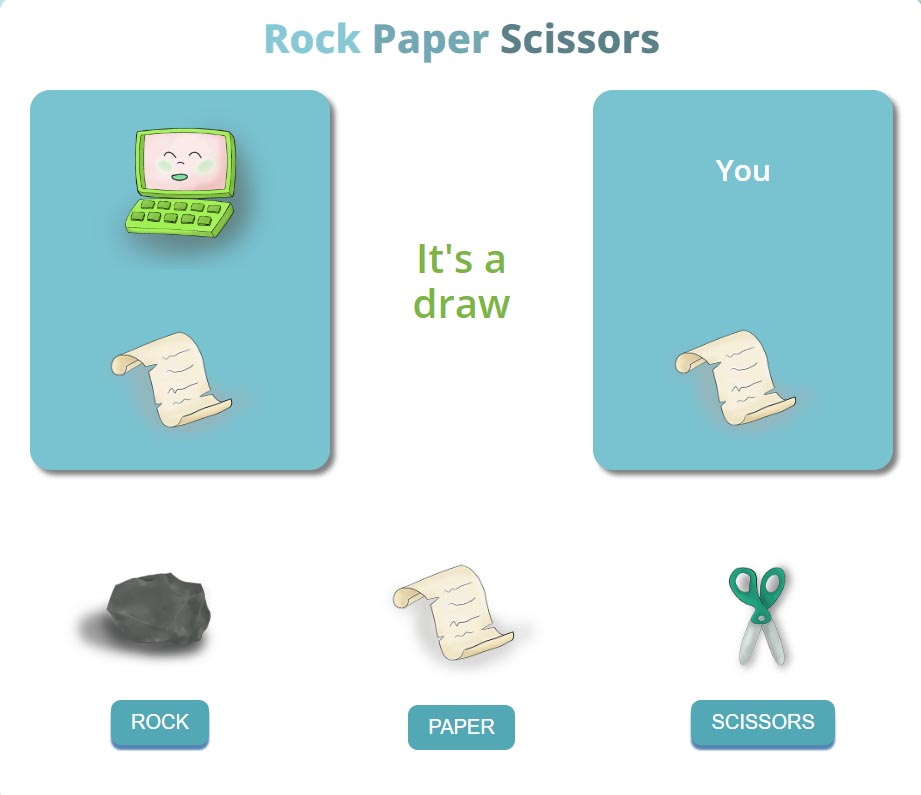 Rock Paper Scissors
You
It's a
draw
ROCK
PAPER
SCISSORS